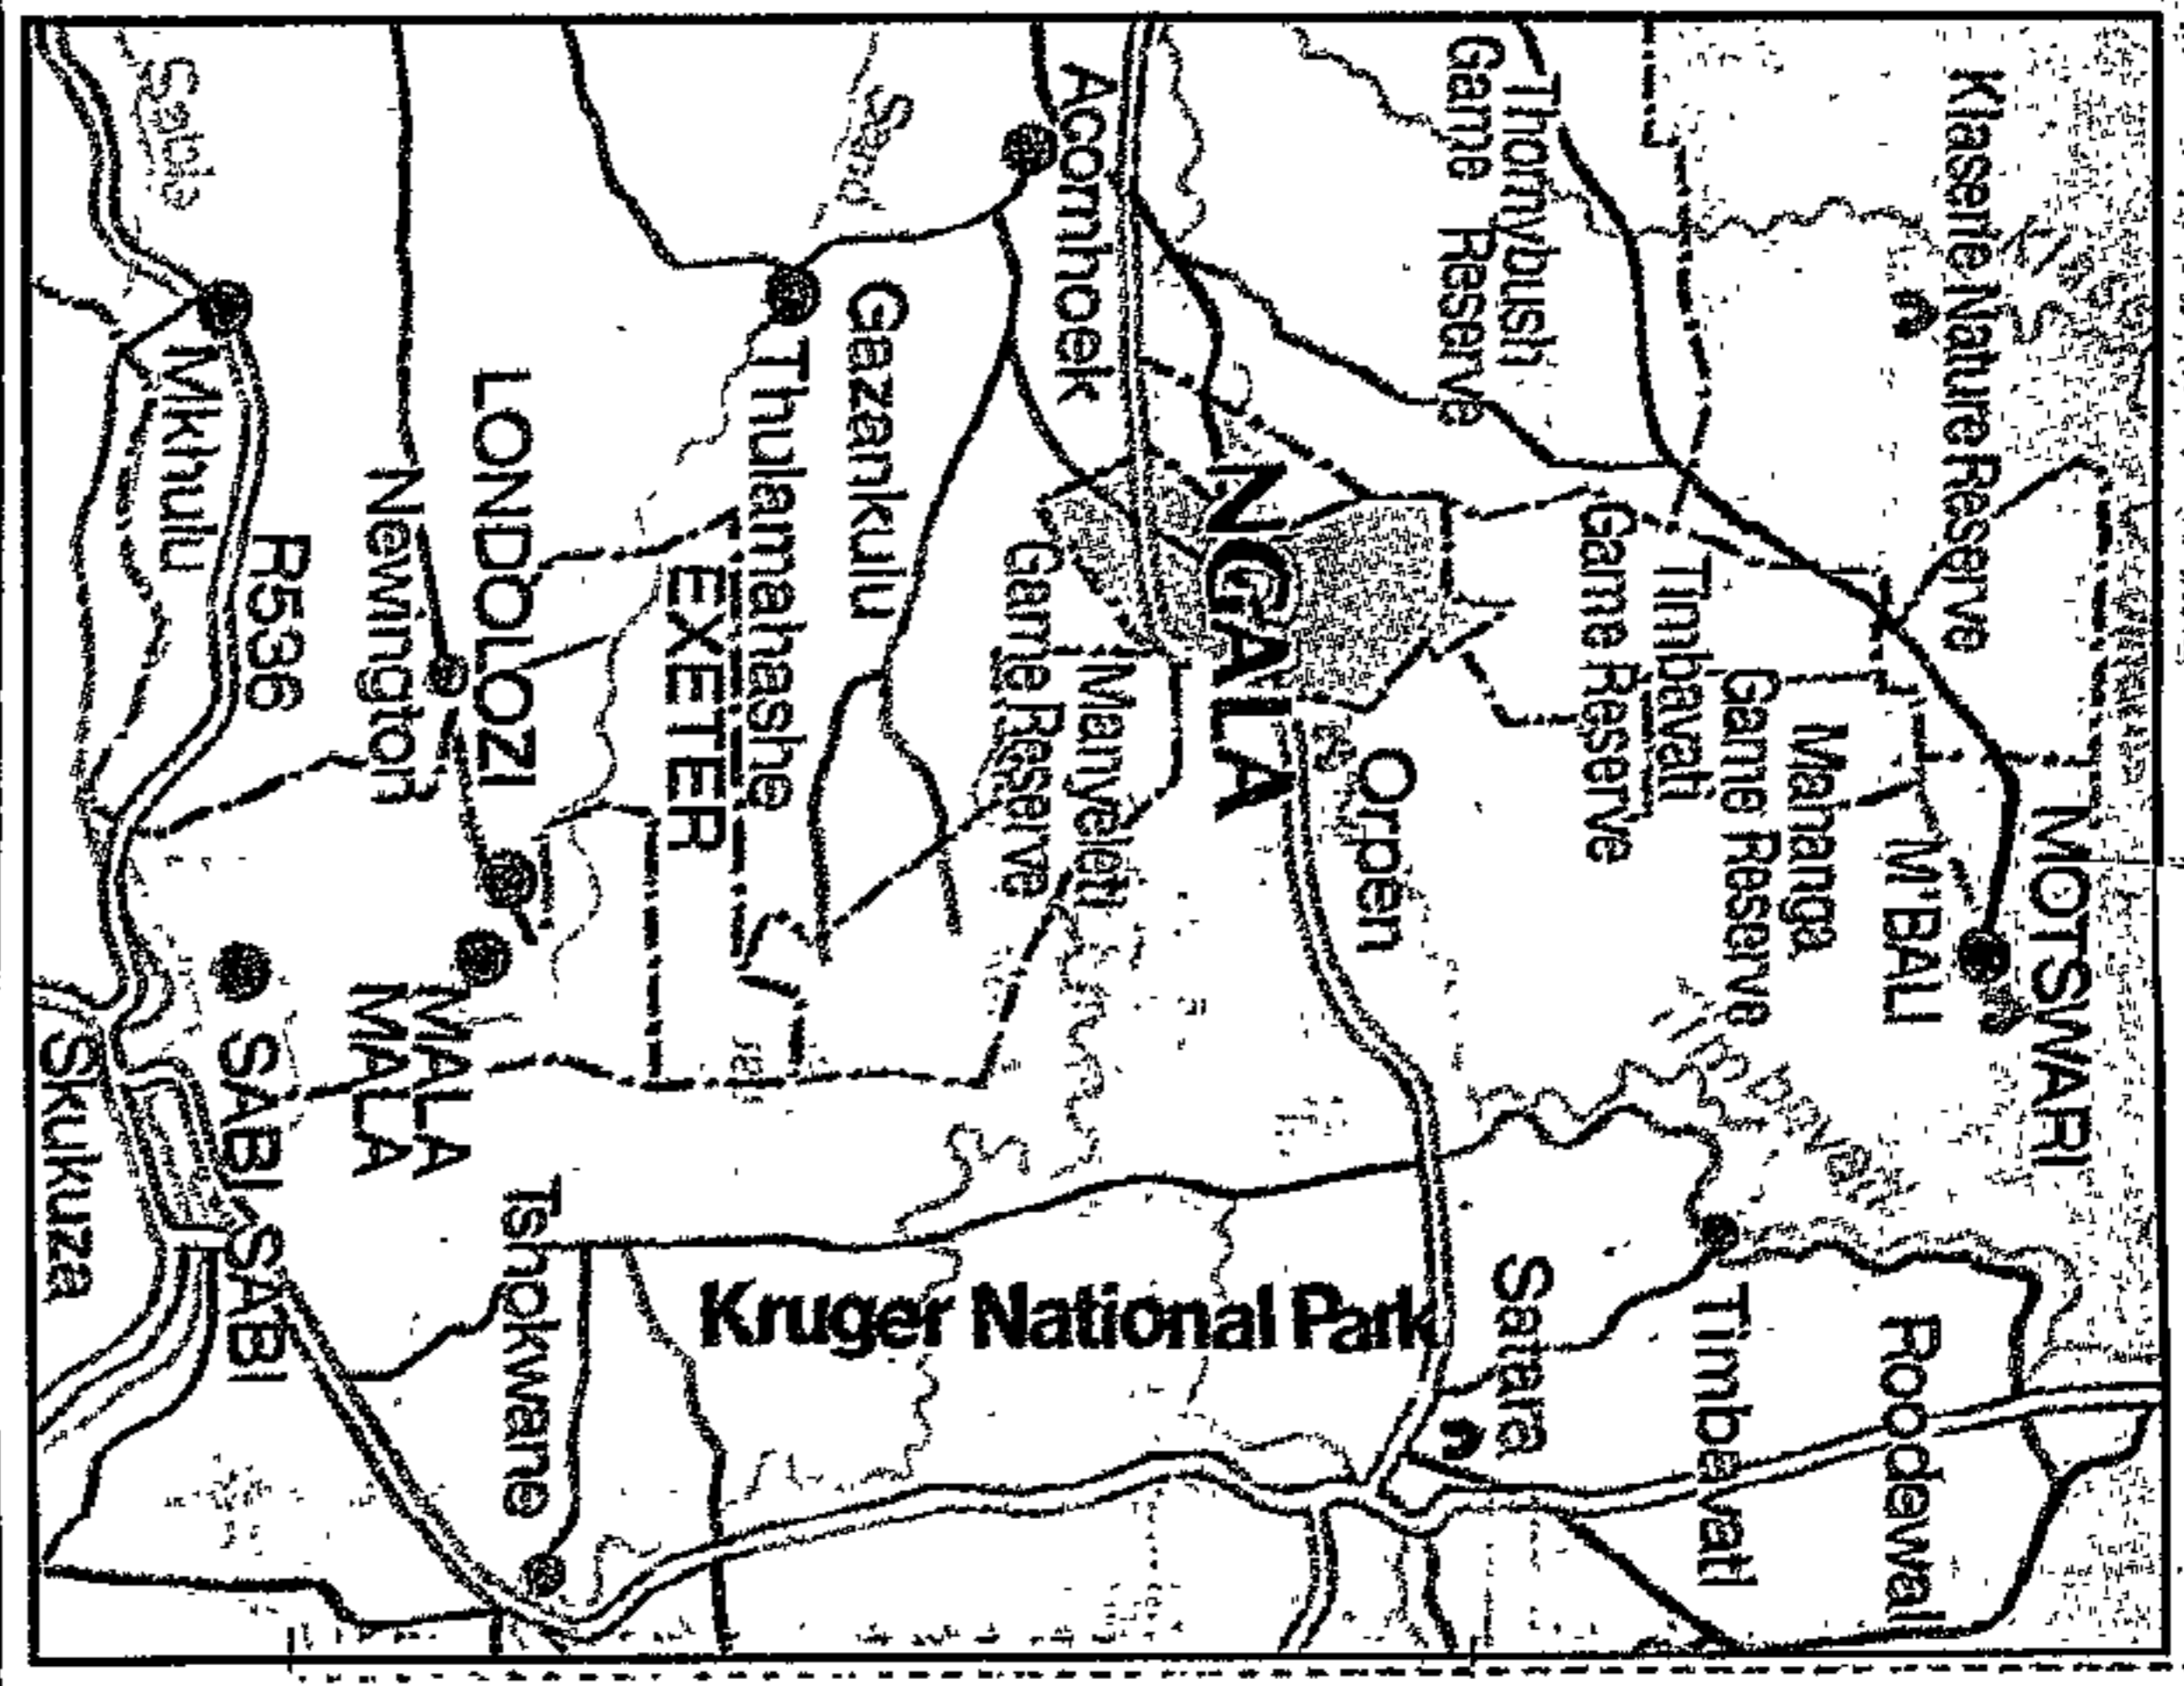 Klaserie Nature Reserve
MOTSWARI
M'BALI
Mahanga
Game Reserve
Timbavati
Game Reserve
Thornybush
Game Reserve
Timbavati
Roodewal
Timbavati
Satara
Orpen
NGALA
Acornhoek
Manyeleti
Game Reserve
Gazankulu
Thulamahashe
EXETER
Kruger National Park
LONDOLOZI
Newington
Tshokwane
MALA
MALA
Sand
Sabie
R536
Mkhulu
SABI SABI
Skukuza